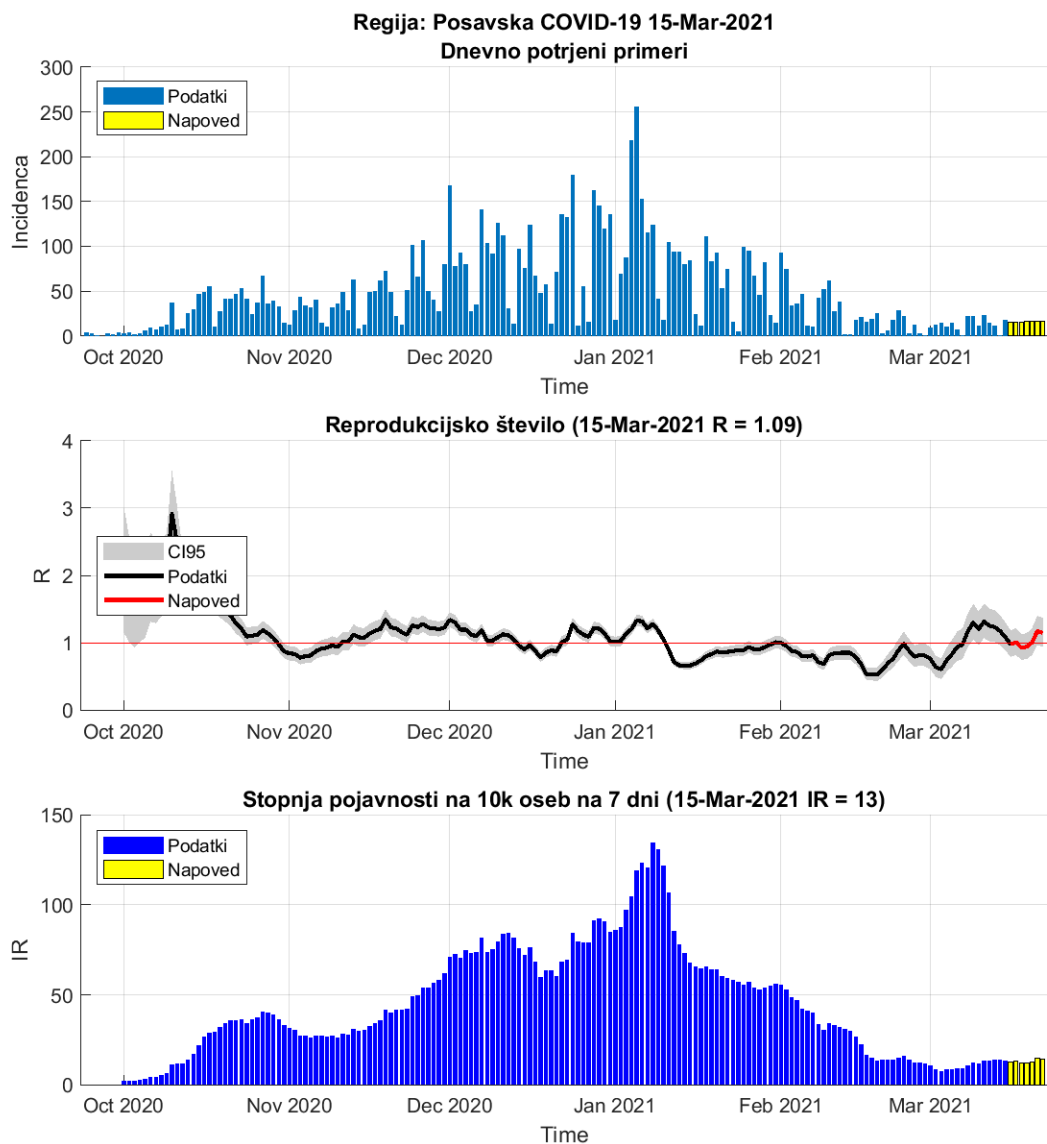 Regija: Posavska COVID-19 15-Mar-2021
Dnevno potrjeni primeri
300
250
200
150
100
50
0
Incidenca
Podatki
Napoved
Oct 2020 Nov 2020 Dec 2020 Jan 2021 Feb 2021 Mar 2021
Time
Reprodukcijsko število (15-Mar-2021 R = 1.09)
4
3
2
1
0
R
CI95
Podatki
Napoved
Oct 2020 Nov 2020 Dec 2020 Jan 2021 Feb 2021 Mar 2021
Time
Stopnja pojavnosti na 10k oseb na 7 dni (15-Mar-2021 IR = 13)
150
100
50
0
IR
Podatki
Napoved
Oct 2020 Nov 2020 Dec 2020 Jan 2021 Feb 2021 Mar 2021
Time